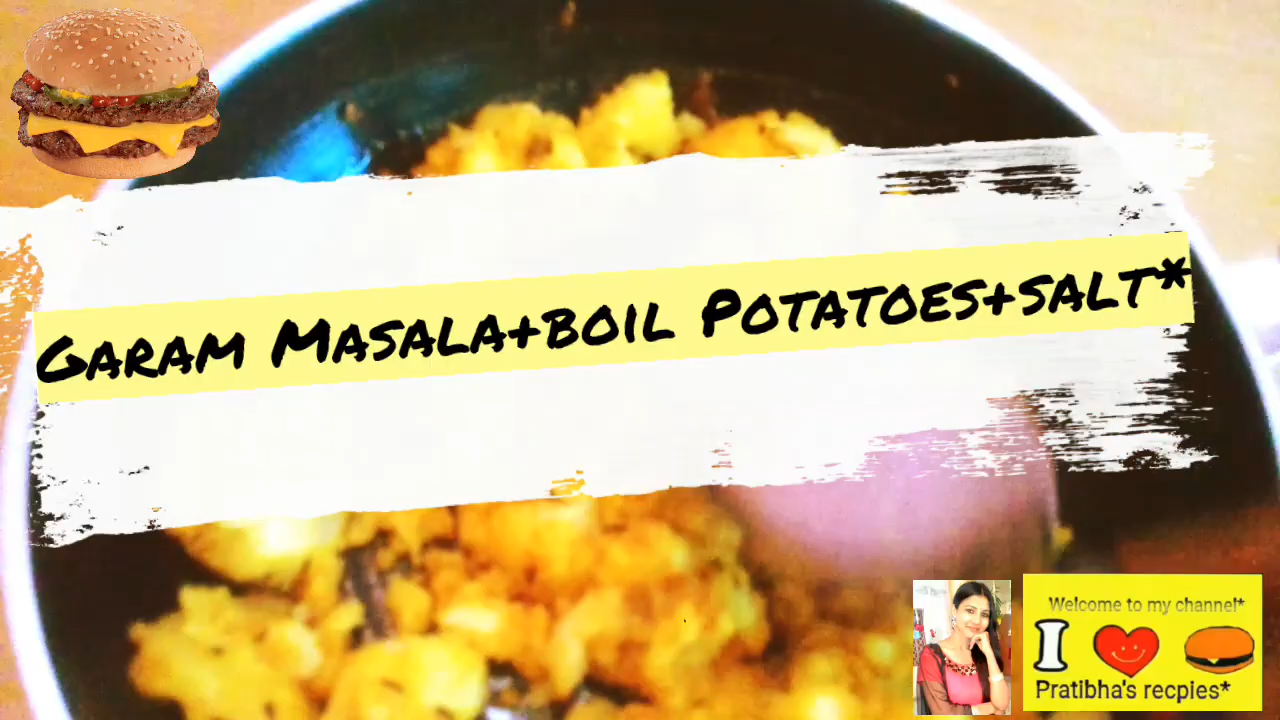 Garam Masala+boil Potatoes+salt*
Welcome to my channel*
I
Pratibha's recpies*